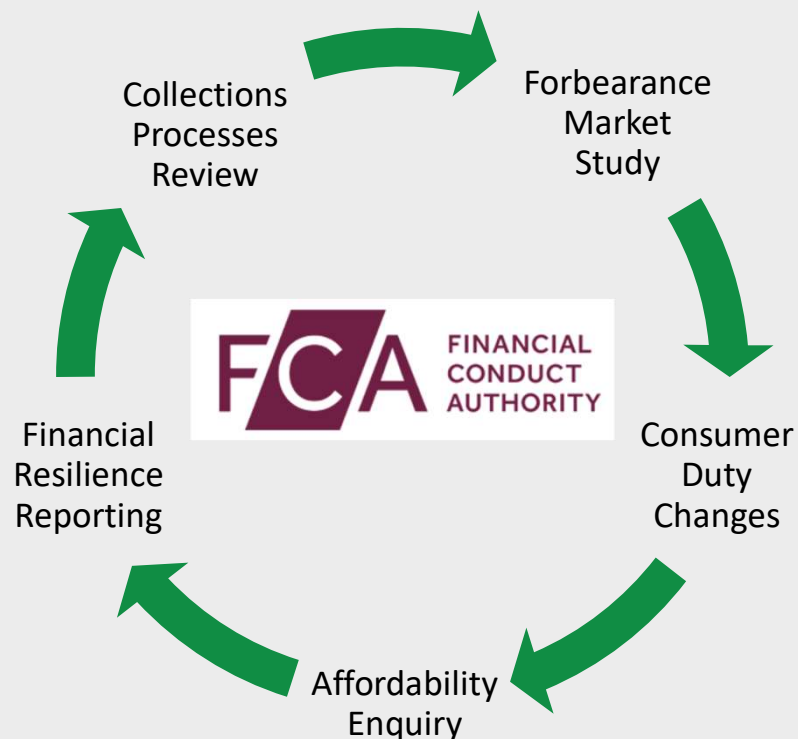 Collections
Processes
Review
Forbearance
Market
Study
FCA
FINANCIAL
CONDUCT
AUTHORITY
Financial
Resilience
Reporting
Consumer
Duty
Changes
Affordability
Enquiry